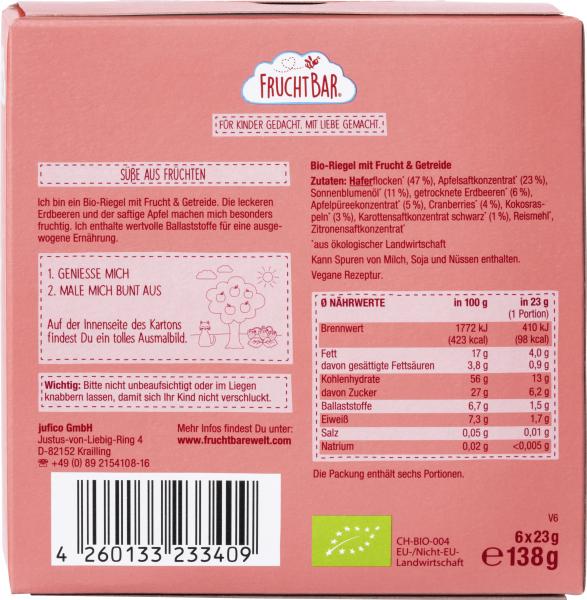 FRUCHTBAR®
FÜR KINDER GEDACHT. MIT LIEBE GEMACHT.
SÜẞE AUS FRÜCHTEN
Ich bin ein Bio-Riegel mit Frucht & Getreide. Die leckeren
Erdbeeren und der saftige Apfel machen mich besonders
fruchtig. Ich enthalte wertvolle Ballaststoffe für eine ausge-
wogene Ernährung.
1. GENIESSE MICH
2. MALE MICH BUNT AUS
Auf der Innenseite des Kartons
findest Du ein tolles Ausmalbild.
Wichtig: Bitte nicht unbeaufsichtigt oder im Liegen
knabbern lassen, damit sich Ihr Kind nicht verschluckt.
jufico GmbH
Justus-von-Liebig-Ring 4
D-82152 Krailling
☏ +49 (0) 89 2154108-16
Mehr Infos findest Du unter:
www.fruchtbarewelt.com
4 260133 233409
Bio-Riegel mit Frucht & Getreide
Zutaten: Haferflocken* (47 %), Apfelsaftkonzentrat* (23 %),
Sonnenblumenöl* (11 %), getrocknete Erdbeeren* (6 %),
Apfelpüreekonzentrat* (5 %), Cranberries* (4 %), Kokosras-
peln* (3 %), Karottensaftkonzentrat schwarz* (1 %), Reismehl*,
Zitronensaftkonzentrat*
*aus ökologischer Landwirtschaft
Kann Spuren von Milch, Soja und Nüssen enthalten.
Vegane Rezeptur.
Ø NÄHRWERTE in 100 g in 23 g
(1 Portion)
Brennwert 1772 kJ 410 kJ
(423 kcal) (98 kcal)
Fett 17 g 4,0 g
davon gesättigte Fettsäuren 3,8 g 0,9 g
Kohlenhydrate 56 g 13 g
davon Zucker 27 g 6,2 g
Ballaststoffe 6,7 g 1,5 g
Eiweiß 7,3 g 1,7 g
Salz 0,05 g 0,01 g
Natrium 0,02 g <0,005 g
Die Packung enthält sechs Portionen.
CH-BIO-004
EU-/Nicht-EU-
Landwirtschaft
V6
6 x 23 g
℮ 138 g